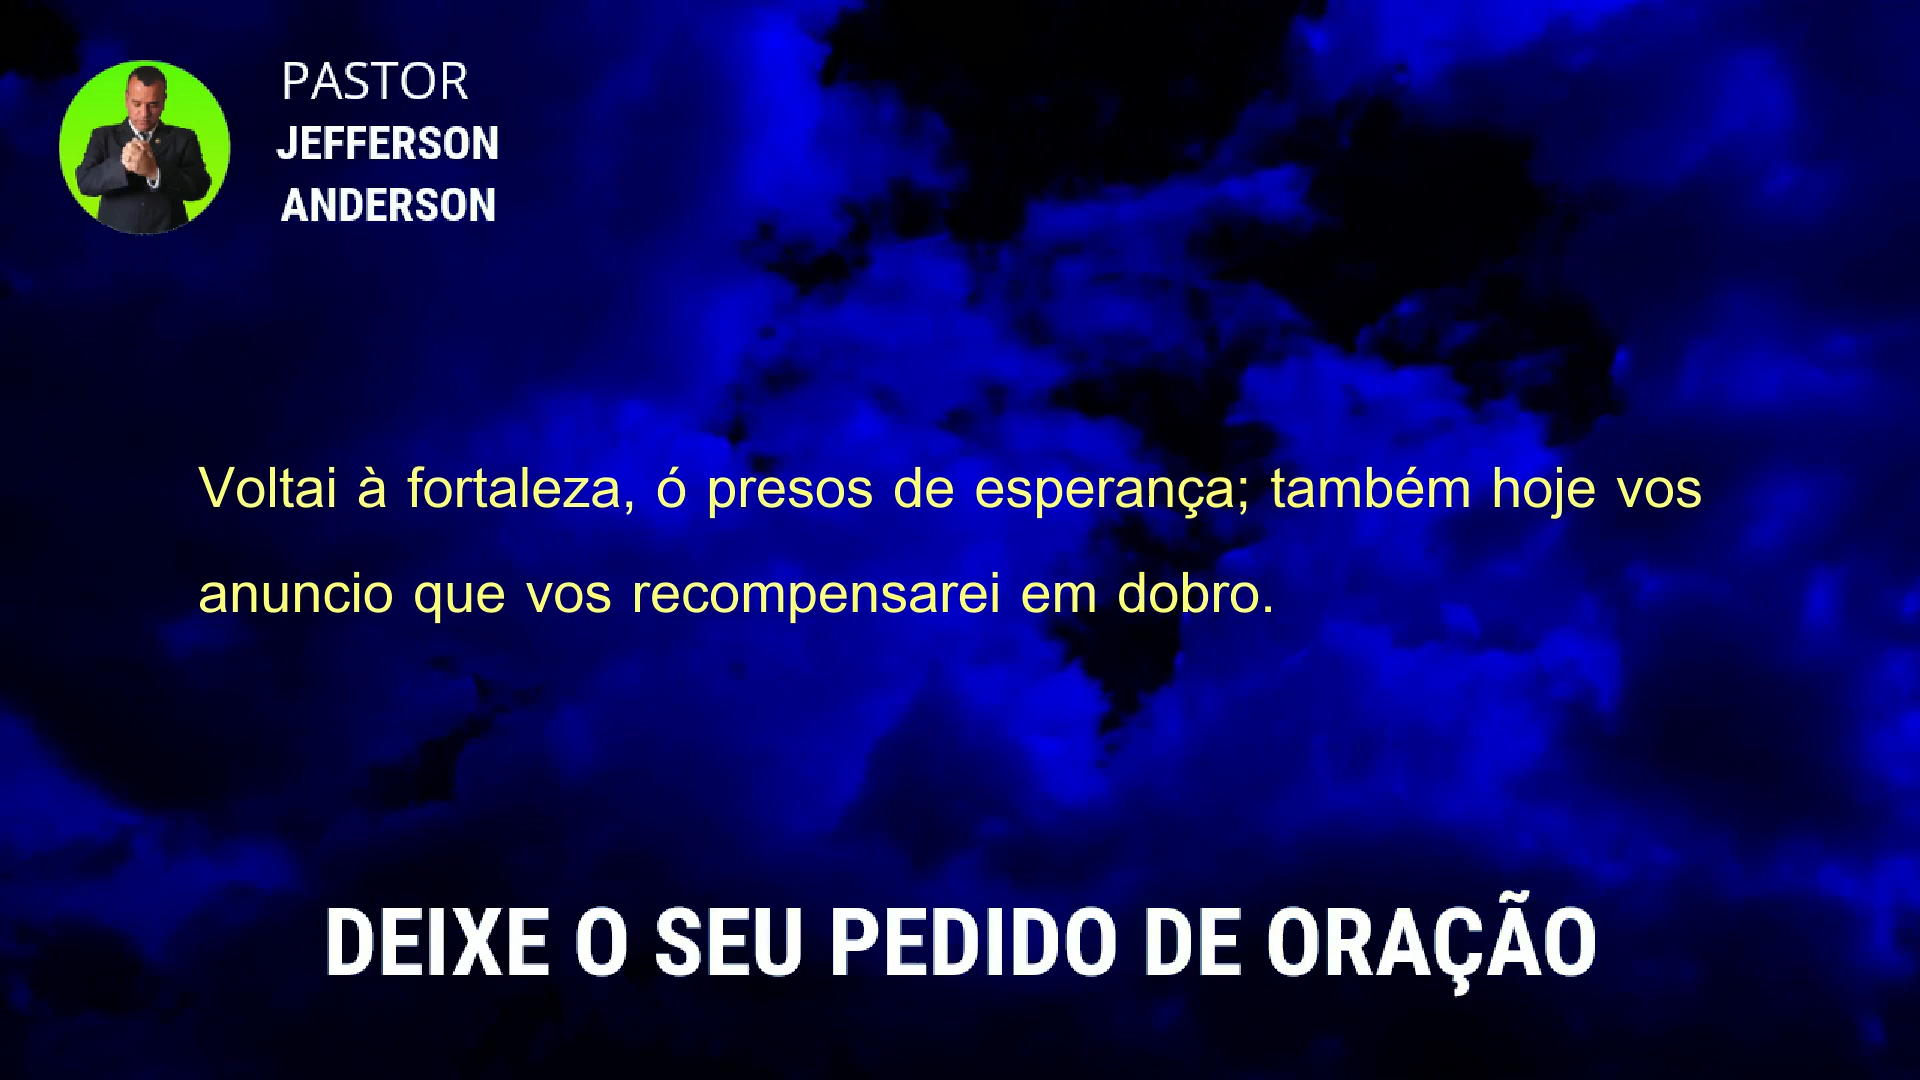 PASTOR
JEFFERSON
ANDERSON
Voltai à fortaleza, ó presos de esperança; também hoje vos
anuncio que vos recompensarei em dobro.
DEIXE O SEU PEDIDO DE ORAÇÃO